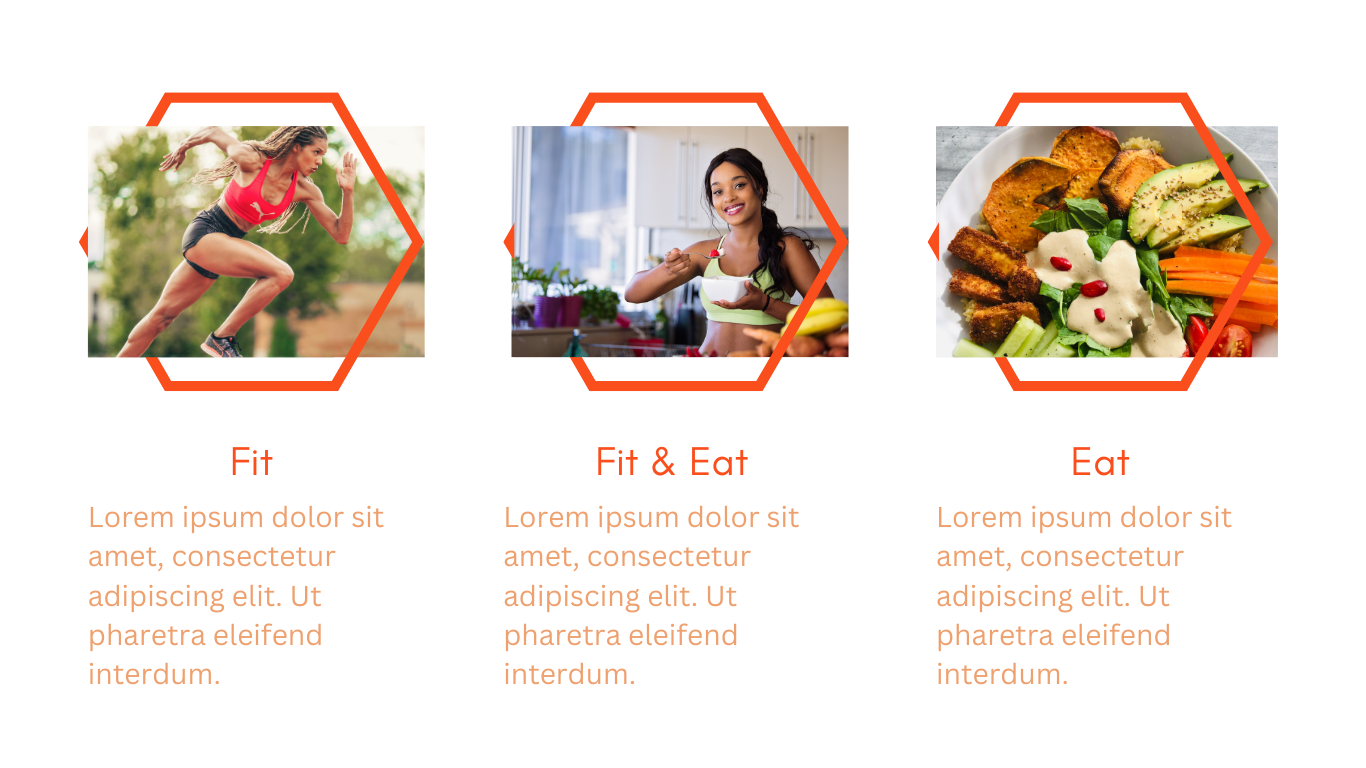 Fit
Lorem ipsum dolor sit
amet, consectetur
adipiscing elit. Ut
pharetra eleifend
interdum.
Fit & Eat
Lorem ipsum dolor sit
amet, consectetur
adipiscing elit. Ut
pharetra eleifend
interdum.
Eat
Lorem ipsum dolor sit
amet, consectetur
adipiscing elit. Ut
pharetra eleifend
interdum.